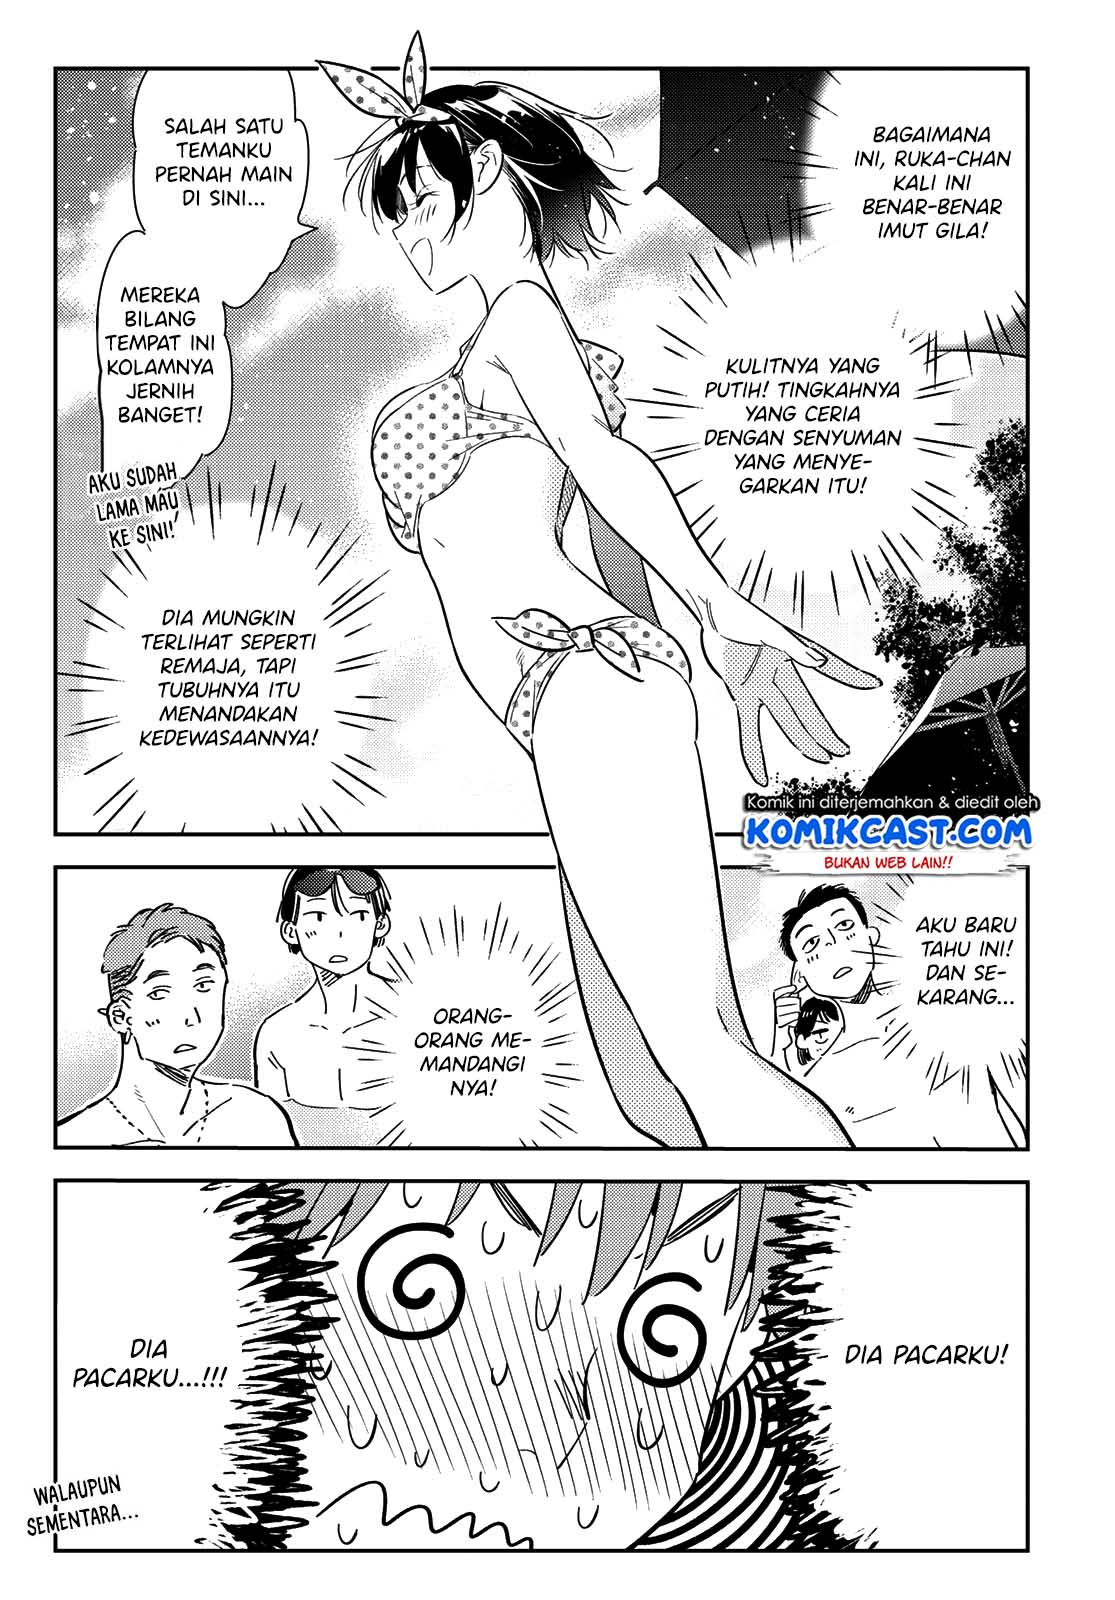 BAGAIMANA
INI, RUKA-CHAN
KALI INI
BENAR-BENAR
IMUT GILA!
SALAH SATU
TEMANKU
PERNAH MAIN
DI SINI...
MEREKA
BILANG
TEMPAT INI
KOLAMNYA
JERNIH
BANGET!
AKU SUDAH
LAMA MAU
KE SINI!
KULITNYA YANG
PUTIH! TINGKAHNYA
YANG CERIA
DENGAN SENYUMAN
YANG MENYE-
GARKAN ITU!
DIA MUNGKIN
TERLIHAT SEPERTI
REMAJA, TAPI
TUBUHNYA ITU
MENANDAKAN
KEDEWASAANNYA!
Komik ini diterjemahkan & diedit oleh
KOMIKCAST.COM
BUKAN WEB LAIN!!
AKU BARU
TAHU INI!
DAN SE-
KARANG...
ORANG-
ORANG ME-
MANDANGI
NYA!
DIA PACARKU!
DIA
PACARKU...!!!
WALAUPUN
SEMENTARA...